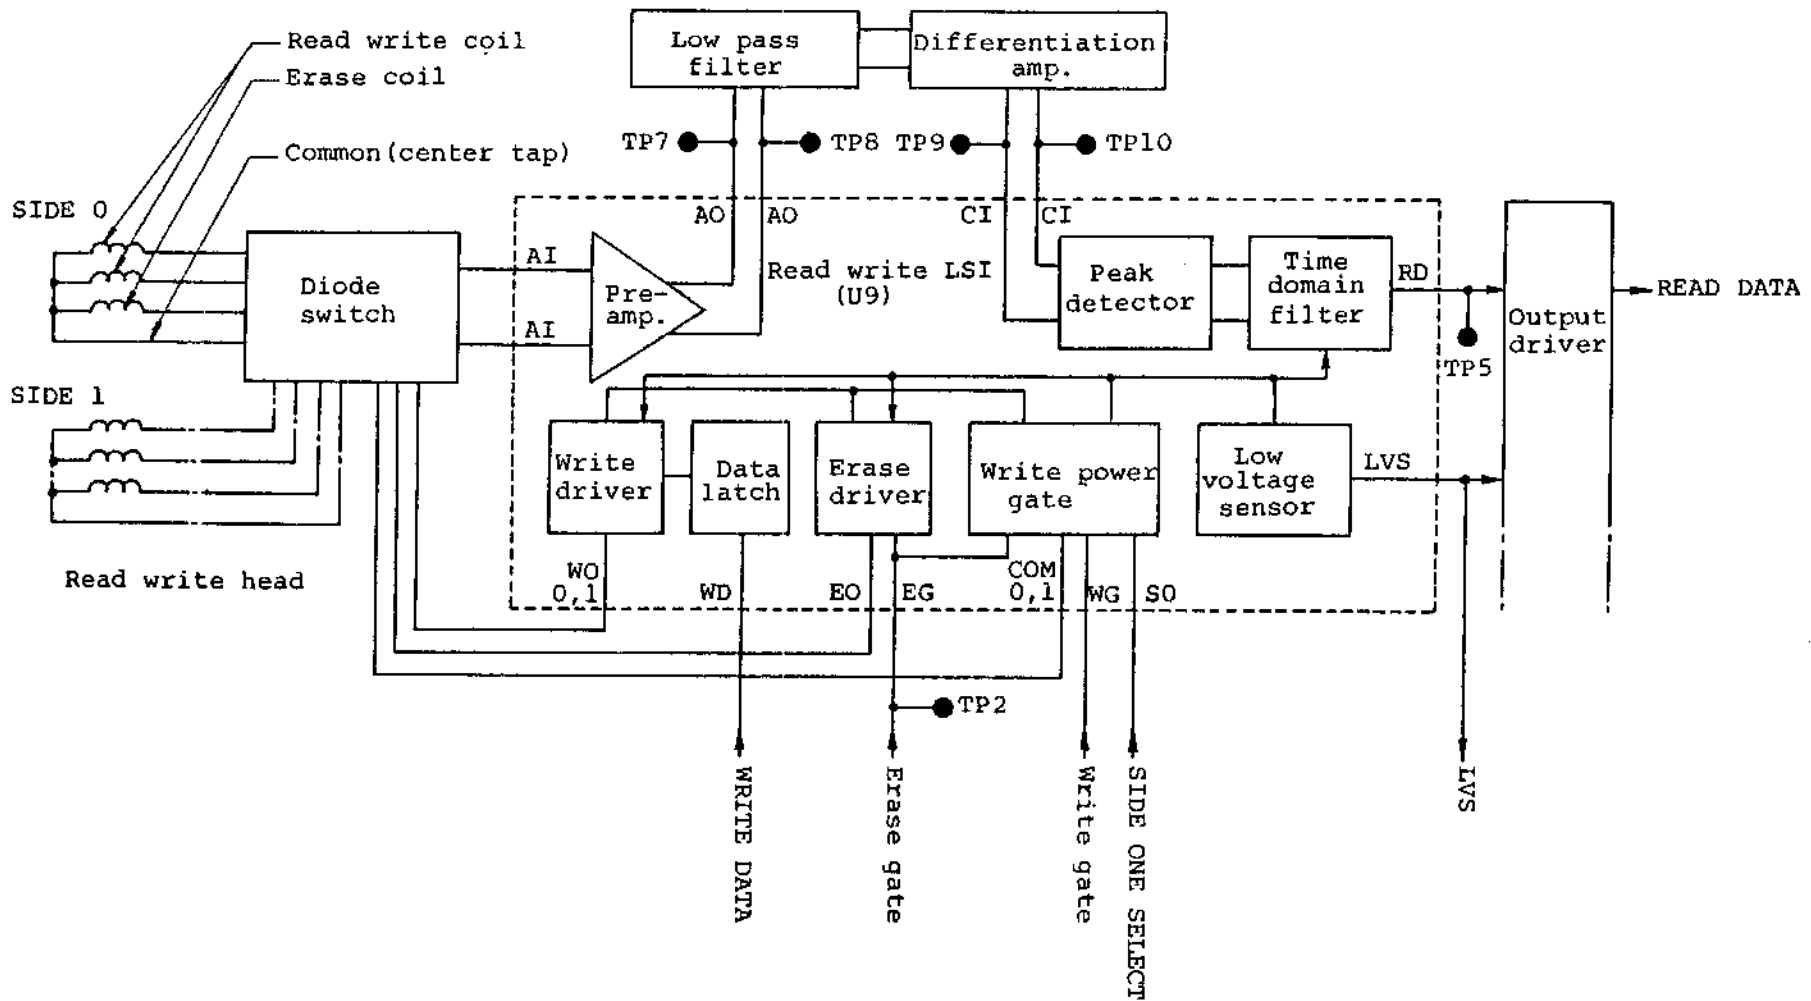 Read write coil
Erase coil
Common(center tap)
Low pass
filter
Differentiation
amp.
TP7
TP8
TP9
TP10
SIDE 0
AO
AO
CI
CI
Diode
switch
AI
AI
Pre-
amp.
Read write LSI
(U9)
Peak
detector
Time
domain
filter
RD
TP5
Output
driver
READ DATA
SIDE 1
Write
driver
Data
latch
Erase
driver
Write power
gate
Low
voltage
sensor
LVS
Read write head
WO
0,1
WD
EO
EG
COM
0,1
WG
SO
TP2
WRITE DATA
Erase gate
Write gate
SIDE ONE SELECT
LVS